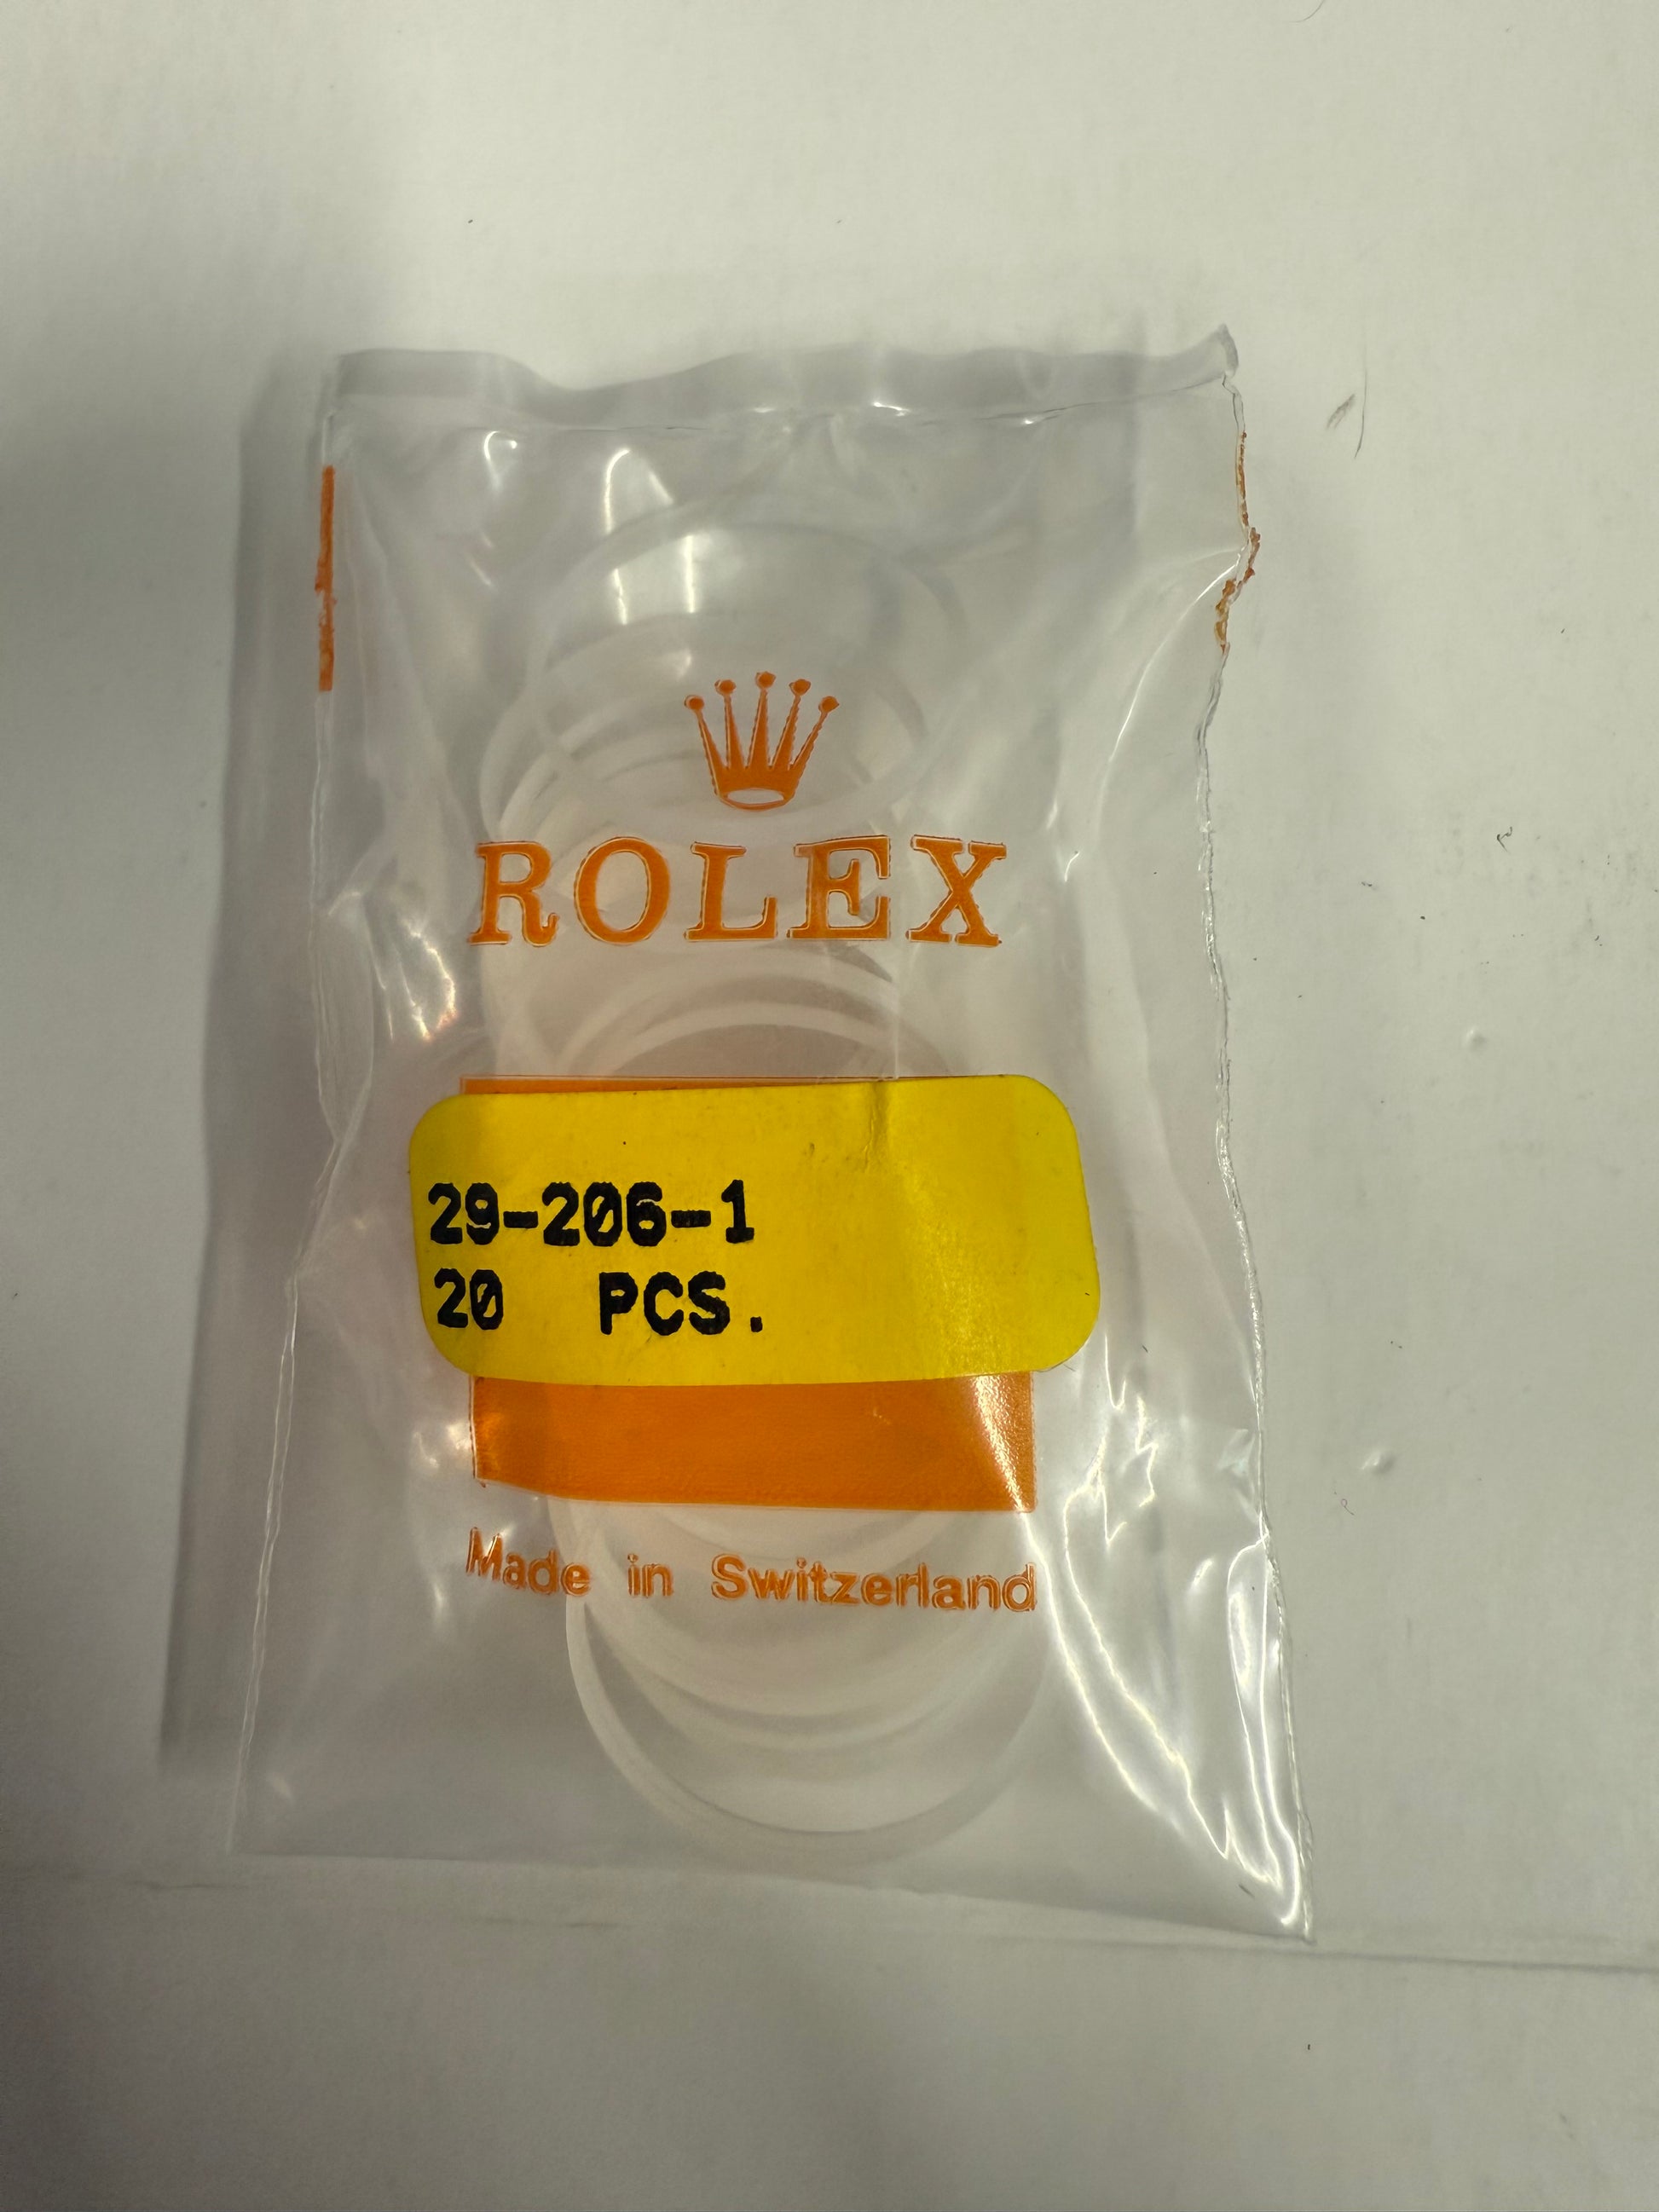 ROLEX
29-206-1
20 PCS.
Made in Switzerland